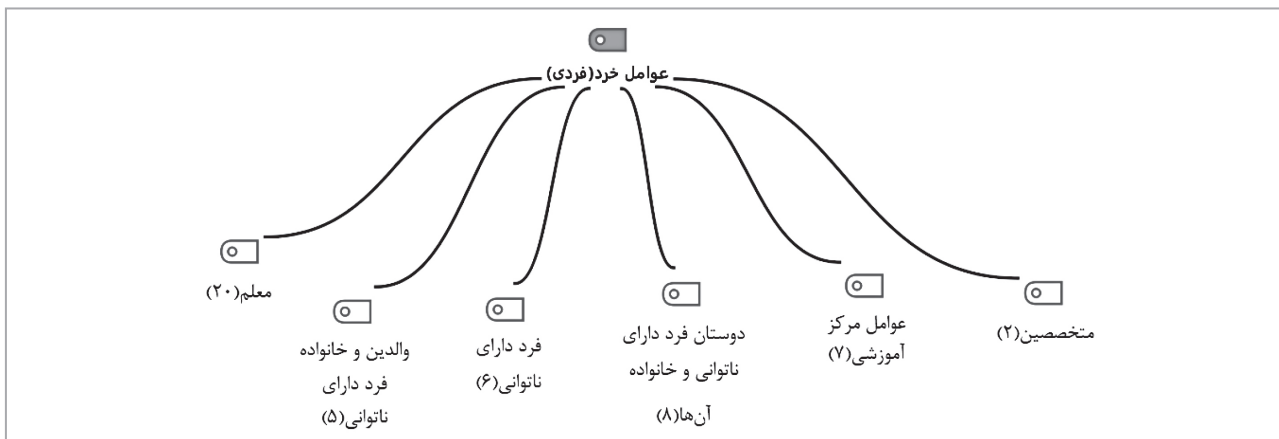 عوامل خرد(فردی)
متخصصین(۲)
عوامل مرکز
آموزشی(۷)
دوستان فرد دارای
ناتوانی و خانواده
آن‌ها(۸)
فرد دارای
ناتوانی(۶)
والدین و خانواده
فرد دارای
ناتوانی(۵)
معلم(۲۰)